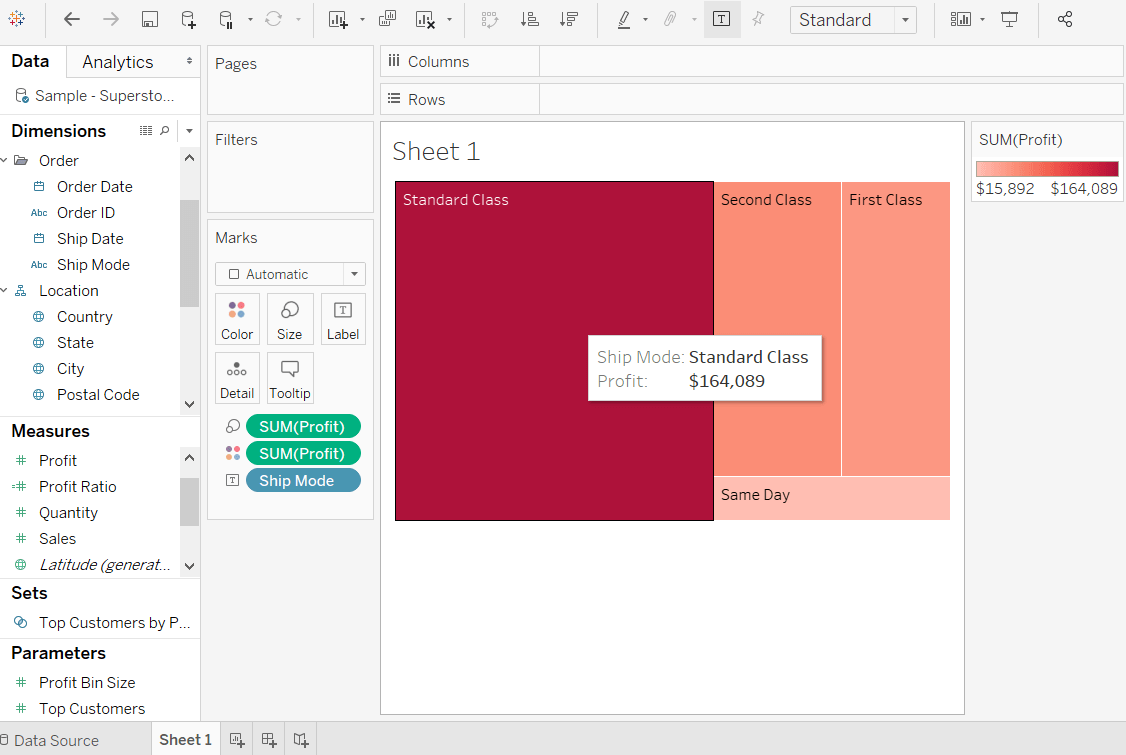 Standard
Data
Analytics
Pages
Columns
Sample - Supersto...
Rows
Dimensions
Filters
Order
Order Date
Abc Order ID
Ship Date
Abc Ship Mode
Location
Country
State
City
Postal Code
Marks
Automatic
Color
Size
T
Label
Detail
Tooltip
SUM(Profit)
SUM(Profit)
T
Ship Mode
Measures
Profit
Profit Ratio
Quantity
Sales
Latitude (generat...
Sets
Top Customers by P...
Parameters
Profit Bin Size
Top Customers
Sheet 1
Standard Class
Second Class
First Class
Same Day
Ship Mode: Standard Class
Profit: $164,089
SUM(Profit)
$15,892 $164,089
Data Source
Sheet 1